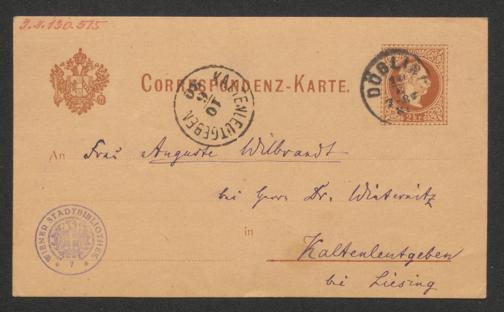 I.N.130.515
CORRESPONDENZ-KARTE.
KALTENLEUTGEBEN
DÖBLING
An Frau Auguste Wilbrandt
bei Herrn Dr. Winternitz
in
Kaltenleutgeben
bei Liesing
WIENER STADTBIBLIOTHEK